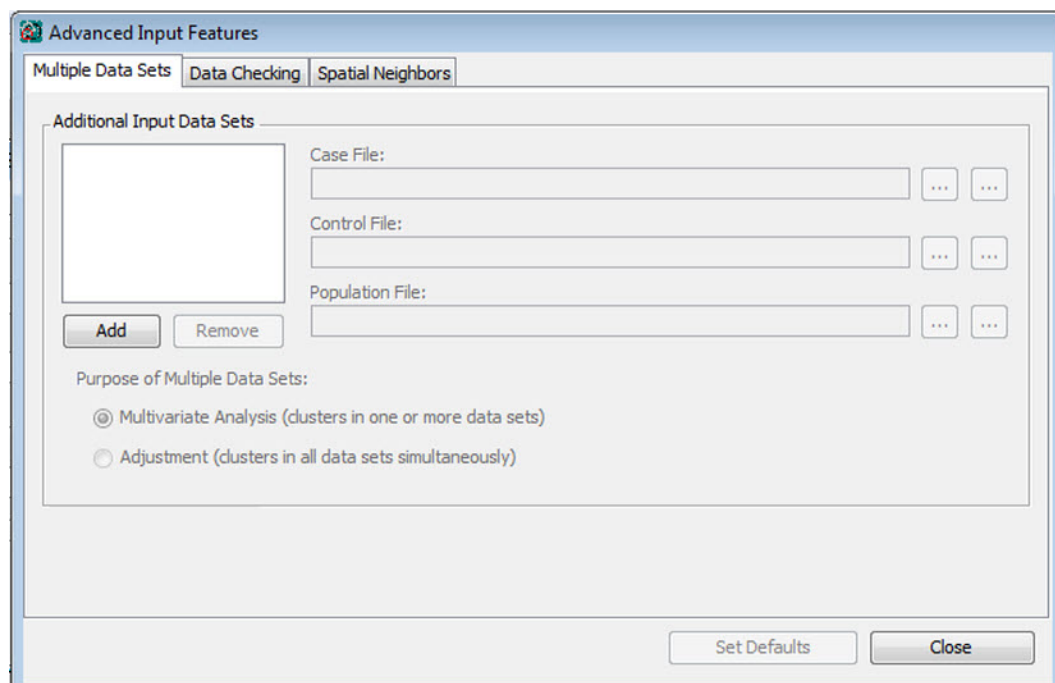 Advanced Input Features
Multiple Data Sets Data Checking Spatial Neighbors
Additional Input Data Sets
Case File:
... ...
Control File:
... ...
Population File:
... ...
Add Remove
Purpose of Multiple Data Sets:
Multivariate Analysis (clusters in one or more data sets)
Adjustment (clusters in all data sets simultaneously)
Set Defaults Close